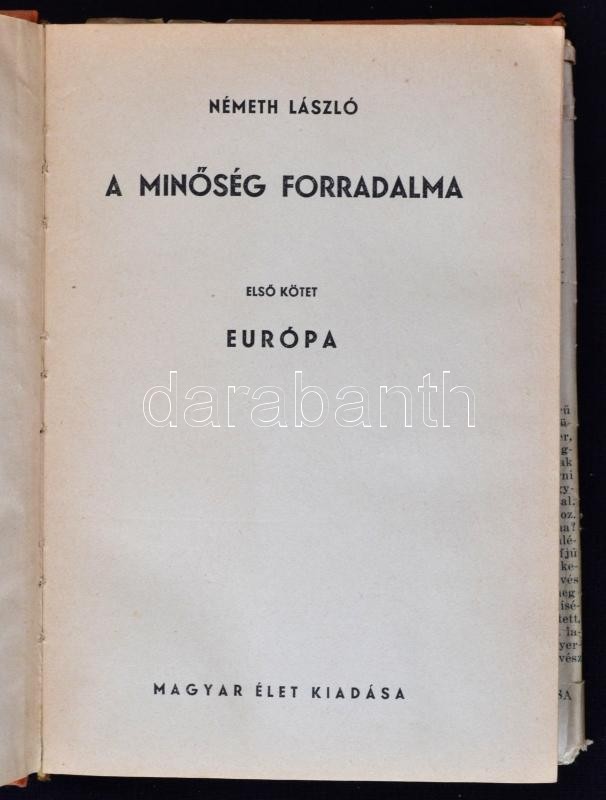 NÉMETH LÁSZLÓ
A MINŐSÉG FORRADALMA
ELSŐ KÖTET
EURÓPA
darabanth
MAGYAR ÉLET KIADÁSA